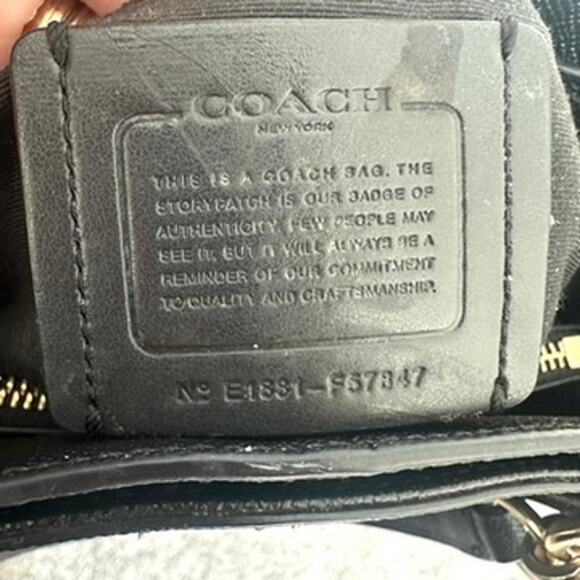 COACH
NEW YORK
THIS IS A COACH BAG. THE
STORYPATCH IS OUR BADGE OF
AUTHENTICITY. FEW PEOPLE MAY
SEE IT, BUT IT WILL ALWAYS BE A
REMINDER OF OUR COMMITMENT
TO QUALITY AND CRAFTSMANSHIP.
Nº E1881-F57847